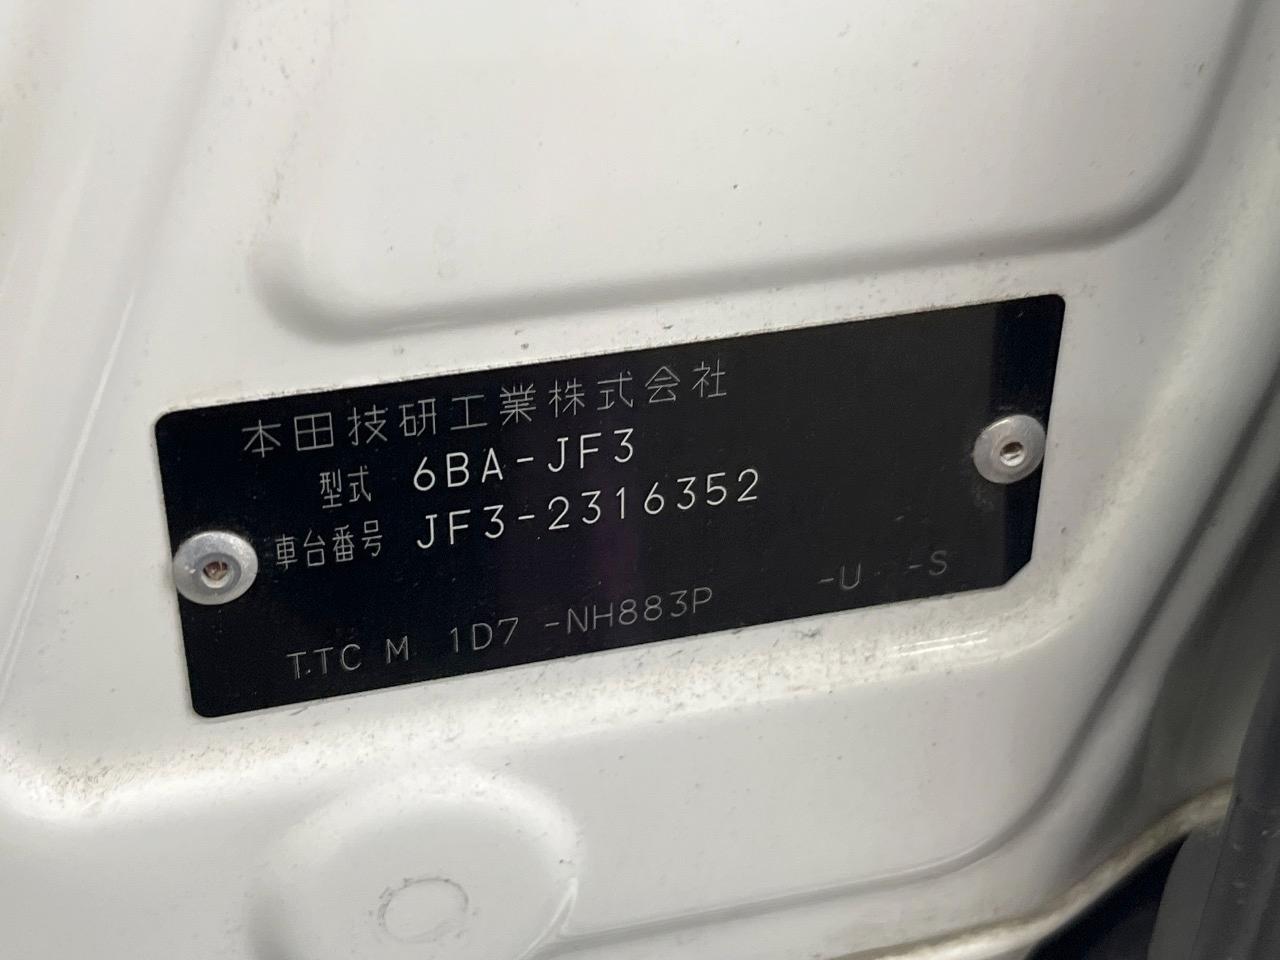 本田技研工業株式会社
型式 6BA-JF3
車台番号 JF3-2316352
T.TC M 1D7 -NH883P -U -S